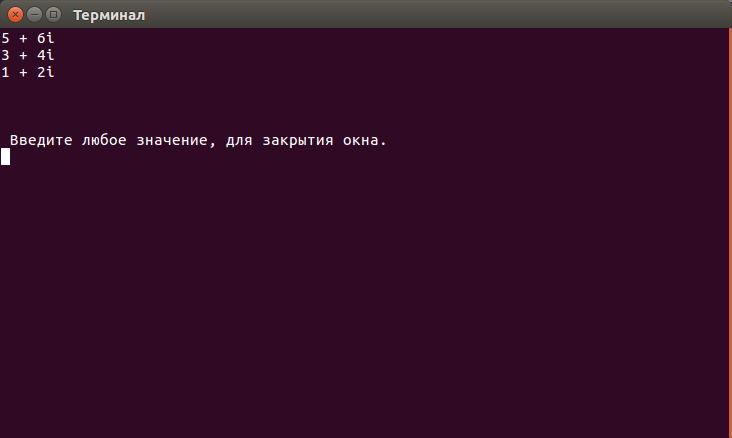 Терминал
5 + 6i
3 + 4i
1 + 2i
Введите любое значение, для закрытия окна.